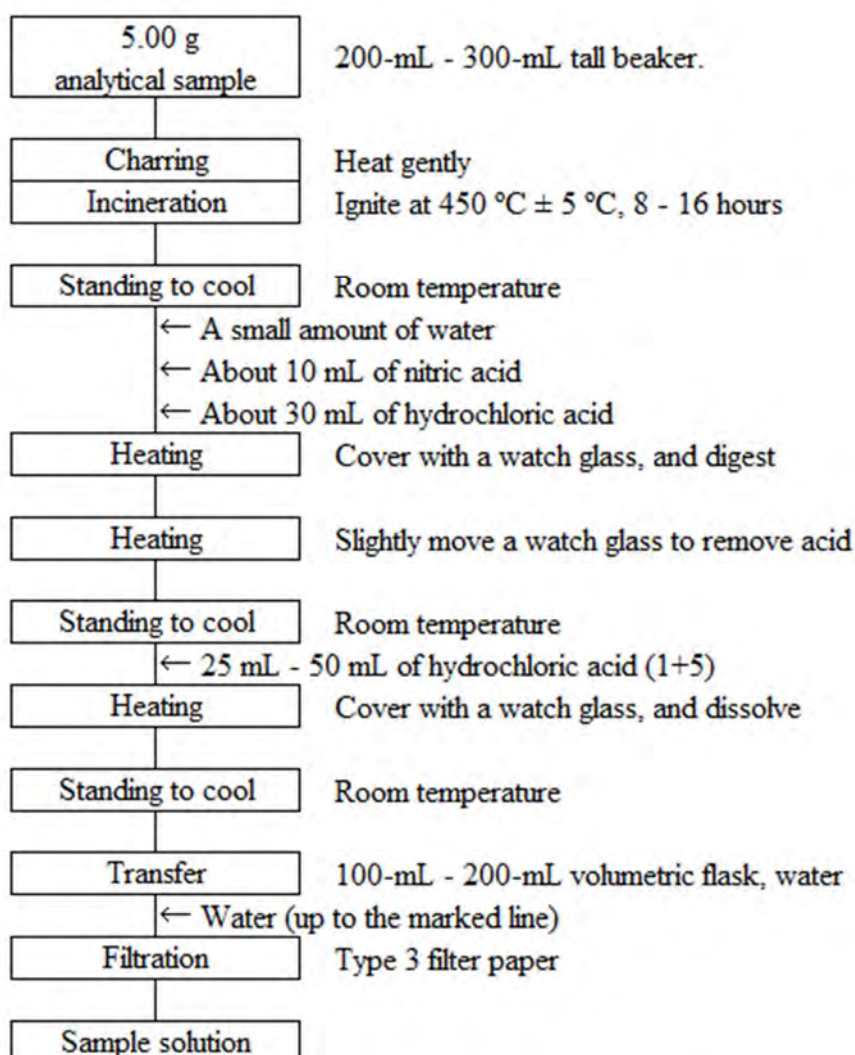 5.00 g
analytical sample
200-mL - 300-mL tall beaker.
Charring
Heat gently
Incineration
Ignite at 450 °C ± 5 °C, 8 - 16 hours
Standing to cool
Room temperature
← A small amount of water
← About 10 mL of nitric acid
← About 30 mL of hydrochloric acid
Heating
Cover with a watch glass, and digest
Heating
Slightly move a watch glass to remove acid
Standing to cool
Room temperature
← 25 mL - 50 mL of hydrochloric acid (1+5)
Heating
Cover with a watch glass, and dissolve
Standing to cool
Room temperature
Transfer
100-mL - 200-mL volumetric flask, water
← Water (up to the marked line)
Filtration
Type 3 filter paper
Sample solution